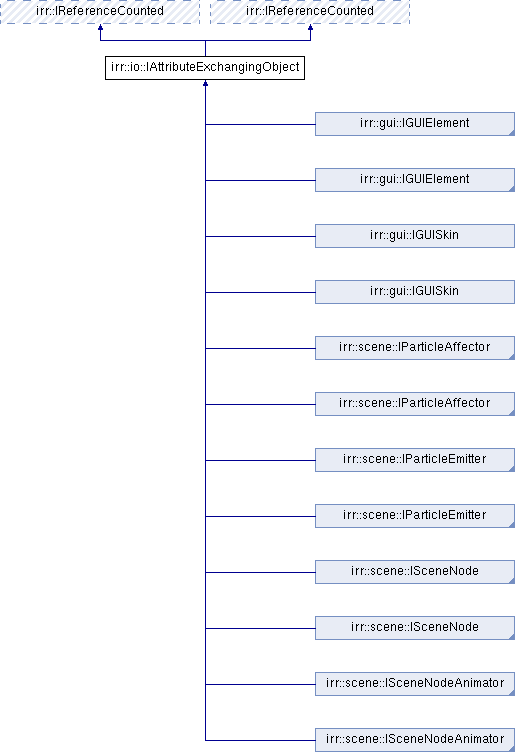 irr::IReferenceCounted
irr::IReferenceCounted
irr::io::IAttributeExchangingObject
irr::gui::IGUIElement
irr::gui::IGUIElement
irr::gui::IGUISkin
irr::gui::IGUISkin
irr::scene::IParticleAffector
irr::scene::IParticleAffector
irr::scene::IParticleEmitter
irr::scene::IParticleEmitter
irr::scene::ISceneNode
irr::scene::ISceneNode
irr::scene::ISceneNodeAnimator
irr::scene::ISceneNodeAnimator